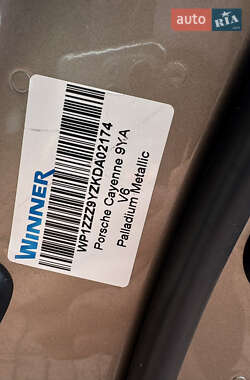 AUTO.RIA
WINNER
WP1ZZZ9YZKDA02174
Porsche Cayenne 9YA
V6
Palladium Metallic